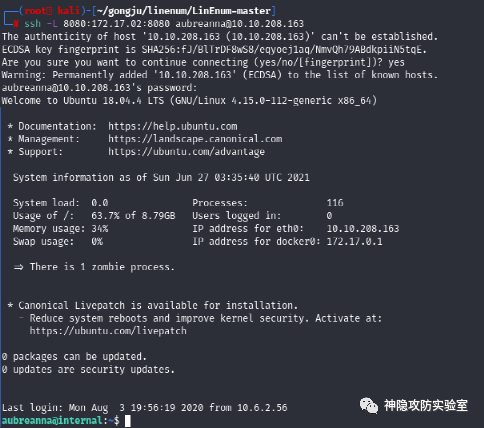 (root💀kali)-[~/gongju/linenum/LinEnum-master]
# ssh -L 8080:172.17.02:8080 aubreanna@10.10.208.163
The authenticity of host '10.10.208.163 (10.10.208.163)' can't be established.
ECDSA key fingerprint is SHA256:fJ/BlTrDF8wS8/eqyoej1aq/NmvQh79ABdkpiiN5tqE.
Are you sure you want to continue connecting (yes/no/[fingerprint])? yes
Warning: Permanently added '10.10.208.163' (ECDSA) to the list of known hosts.
aubreanna@10.10.208.163's password:
Welcome to Ubuntu 18.04.4 LTS (GNU/Linux 4.15.0-112-generic x86_64)
* Documentation: https://help.ubuntu.com
* Management: https://landscape.canonical.com
* Support: https://ubuntu.com/advantage
System information as of Sun Jun 27 03:35:40 UTC 2021
System load: 0.0 Processes: 116
Usage of /: 63.7% of 8.79GB Users logged in: 0
Memory usage: 34% IP address for eth0: 10.10.208.163
Swap usage: 0% IP address for docker0: 172.17.0.1
=> There is 1 zombie process.
* Canonical Livepatch is available for installation.
- Reduce system reboots and improve kernel security. Activate at:
https://ubuntu.com/livepatch
0 packages can be updated.
0 updates are security updates.
Last login: Mon Aug 3 19:56:19 2020 from 10.6.2.56
aubreanna@internal:~$
神隐攻防实验室